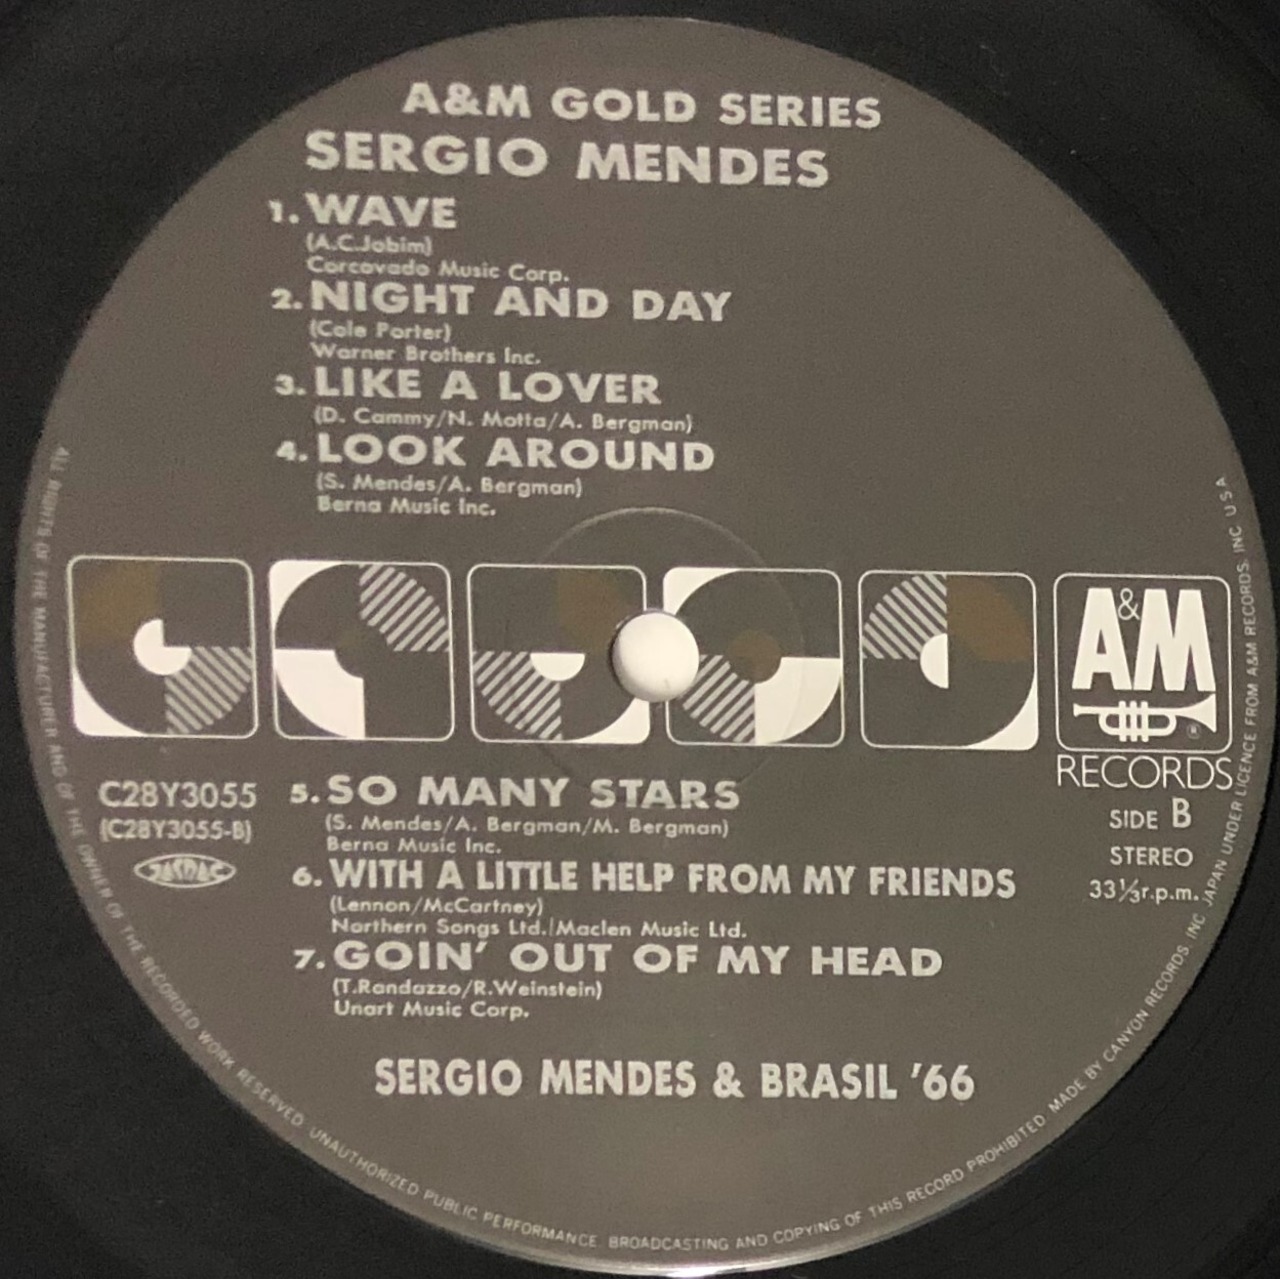 A&M GOLD SERIES
SERGIO MENDES
1. WAVE
(A.C.Jobim)
Corcovado Music Corp.
2. NIGHT AND DAY
(Cole Porter)
Warner Brothers Inc.
3. LIKE A LOVER
(D. Cammy/N. Motta/A. Bergman)
4. LOOK AROUND
(S. Mendes/A. Bergman)
Berna Music Inc.
A&M
®
RECORDS
C28Y3055
(C28Y3055-B)
JASRAC
SIDE B
STEREO
33⅓r.p.m.
5. SO MANY STARS
(S. Mendes/A. Bergman/M. Bergman)
Berna Music Inc.
6. WITH A LITTLE HELP FROM MY FRIENDS
(Lennon/McCartney)
Northern Songs Ltd./Maclen Music Ltd.
7. GOIN' OUT OF MY HEAD
(T.Randazzo/R.Weinstein)
Unart Music Corp.
SERGIO MENDES & BRASIL '66
ALL RIGHTS OF THE MANUFACTURER AND OF THE OWNER OF THE RECORDED WORK RESERVED. UNAUTHORIZED PUBLIC PERFORMANCE. BROADCASTING AND COPYING OF THIS RECORD PROHIBITED. MADE BY CANYON RECORDS, INC. JAPAN UNDER LICENCE FROM A&M RECORDS. INC. U.S.A.